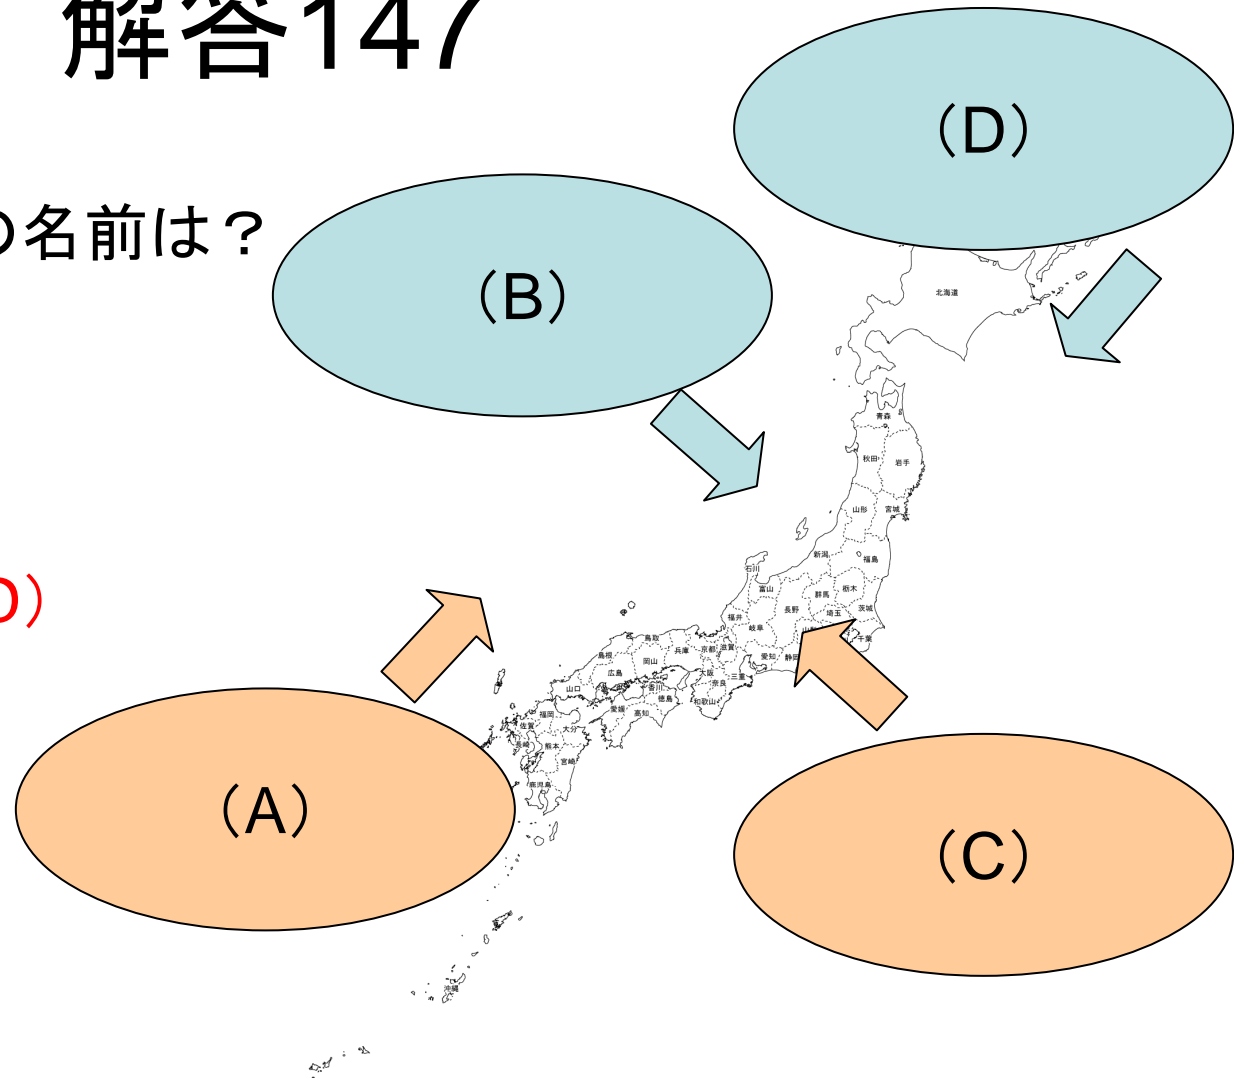 解答147
の名前は？
（D）
（B）
D）
（A）
（C）
北海道
青森
秋田
岩手
山形
宮城
新潟
福島
石川
富山
群馬
栃木
長野
茨城
埼玉
福井
岐阜
千葉
鳥取
兵庫
京都
滋賀
愛知
静岡
島根
岡山
広島
大阪
三重
奈良
山口
香川
徳島
和歌山
愛媛
高知
福岡
佐賀
大分
長崎
熊本
宮崎
鹿児島
沖縄